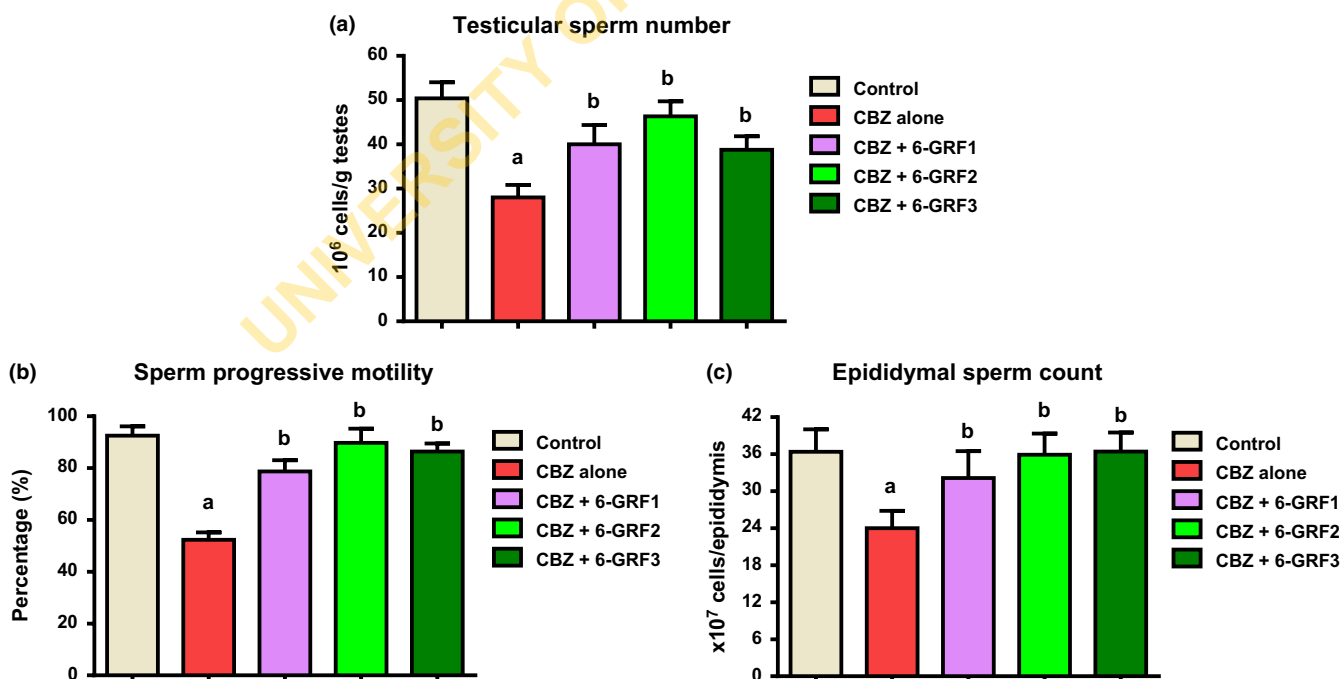 (a) Testicular sperm number
60
50
40
30
20
10
0
10⁶ cells/g testes
a
b
b
b
Control
CBZ alone
CBZ + 6-GRF1
CBZ + 6-GRF2
CBZ + 6-GRF3
UNIVERSITY
(b) Sperm progressive motility
100
80
60
40
20
0
Percentage (%)
a
b
b
b
Control
CBZ alone
CBZ + 6-GRF1
CBZ + 6-GRF2
CBZ + 6-GRF3
(c) Epididymal sperm count
42
36
30
24
18
12
6
0
x10⁷ cells/epididymis
a
b
b
b
Control
CBZ alone
CBZ + 6-GRF1
CBZ + 6-GRF2
CBZ + 6-GRF3